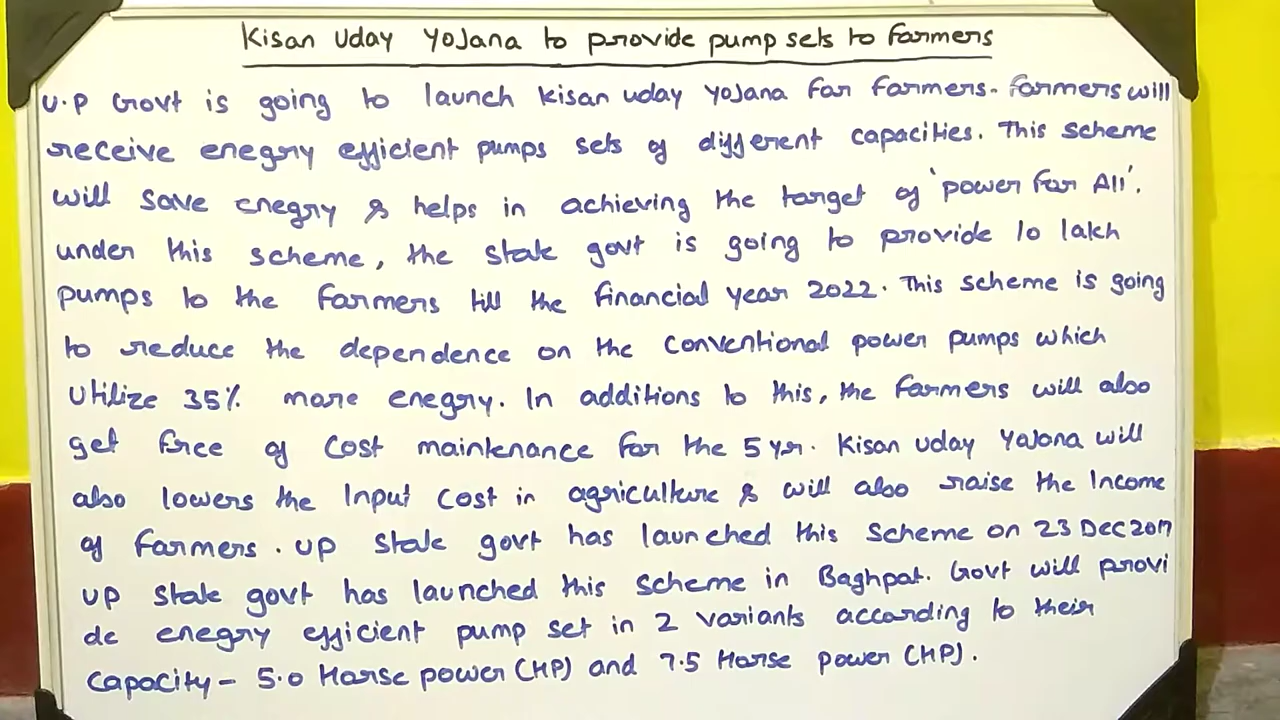 Kisan Uday Yojana to provide pump sets to farmers
U.P Govt is going to launch kisan uday yojana for farmers. farmers will
receive enegry efficient pumps sets of different capacities. This scheme
will save enegry & helps in achieving the target of 'power for All'.
under this scheme, the state govt is going to provide 10 lakh
pumps to the farmers till the financial year 2022. This scheme is going
to reduce the dependence on the conventional power pumps which
utilize 35% more enegry. In additions to this, the farmers will also
get free of cost maintenance for the 5 yr. Kisan uday Yojona will
also lowers the Input cost in agriculture & will also raise the Income
of farmers. UP state govt has launched this scheme on 23 Dec 2017
UP state govt has launched this scheme in Baghpat. Govt will provi
de enegry efficient pump set in 2 variants according to their
capacity - 5.0 Horse power (HP) and 7.5 Horse power (HP).